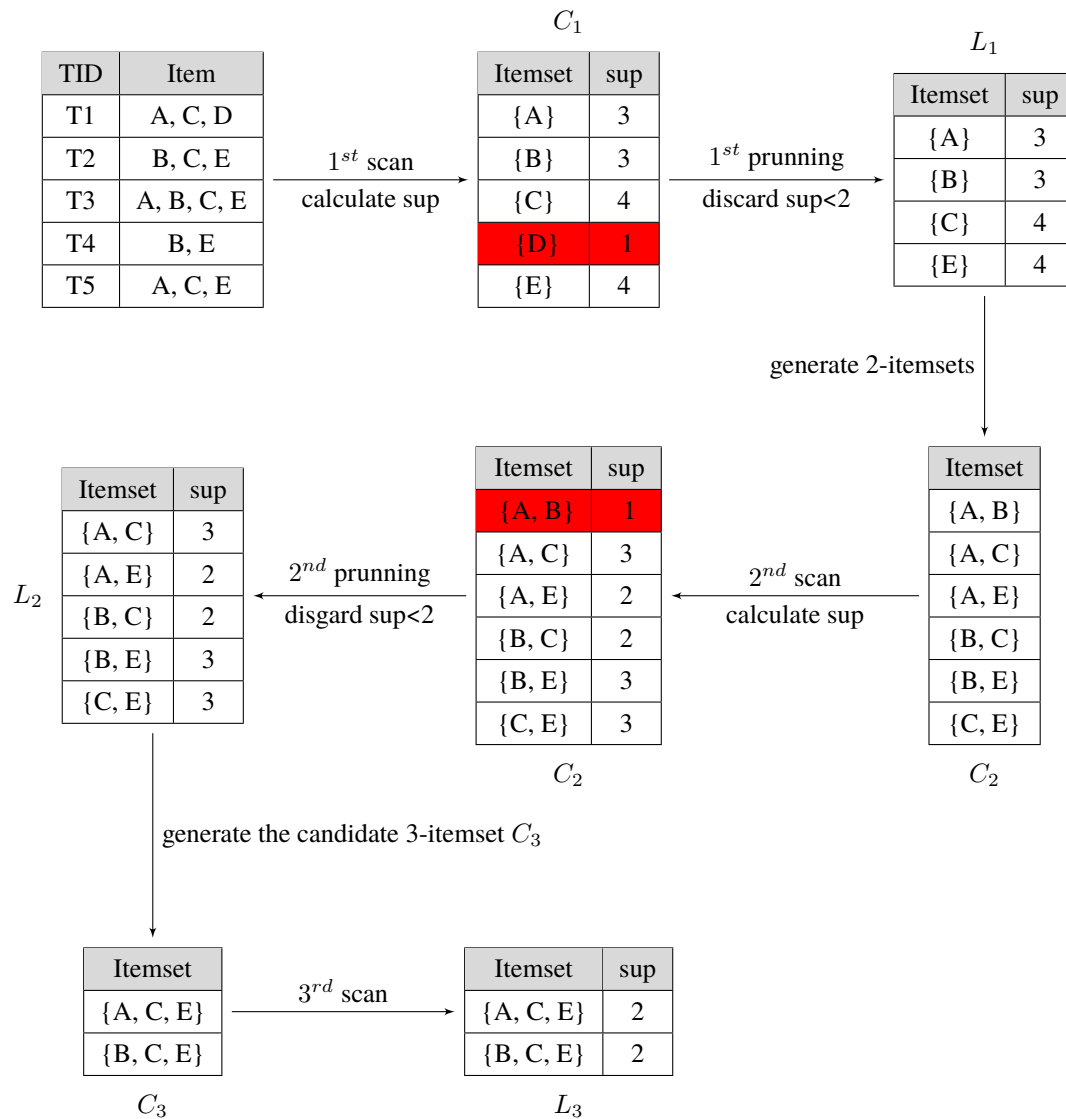 C₁
L₁
TID Item
T1 A, C, D
T2 B, C, E
T3 A, B, C, E
T4 B, E
T5 A, C, E
1ˢᵗ scan
calculate sup
Itemset sup
{A} 3
{B} 3
{C} 4
{D} 1
{E} 4
1ˢᵗ prunning
discard sup<2
Itemset sup
{A} 3
{B} 3
{C} 4
{E} 4
generate 2-itemsets
Itemset
{A, B}
{A, C}
{A, E}
{B, C}
{B, E}
{C, E}
C₂
2ⁿᵈ scan
calculate sup
Itemset sup
{A, B} 1
{A, C} 3
{A, E} 2
{B, C} 2
{B, E} 3
{C, E} 3
C₂
2ⁿᵈ prunning
disgard sup<2
L₂
Itemset sup
{A, C} 3
{A, E} 2
{B, C} 2
{B, E} 3
{C, E} 3
generate the candidate 3-itemset C₃
Itemset
{A, C, E}
{B, C, E}
C₃
3ʳᵈ scan
Itemset sup
{A, C, E} 2
{B, C, E} 2
L₃